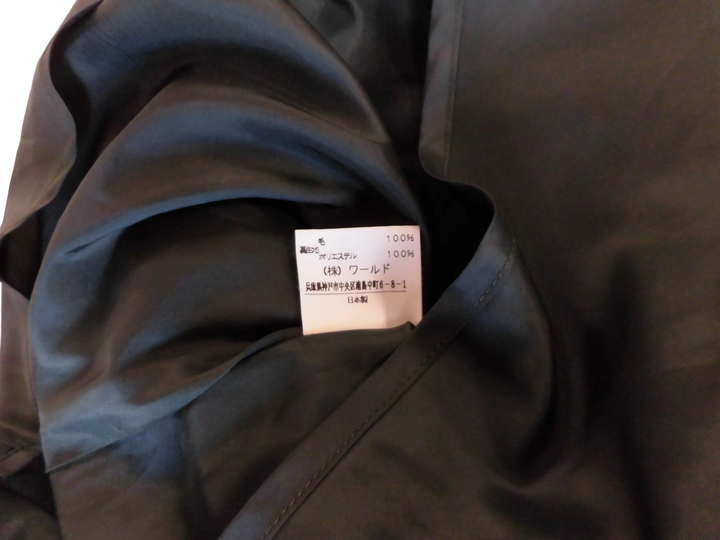 毛 100%
裏生地
ポリエステル 100%
(株) ワールド
兵庫県神戸市中央区港島中町6-8-1
日本製